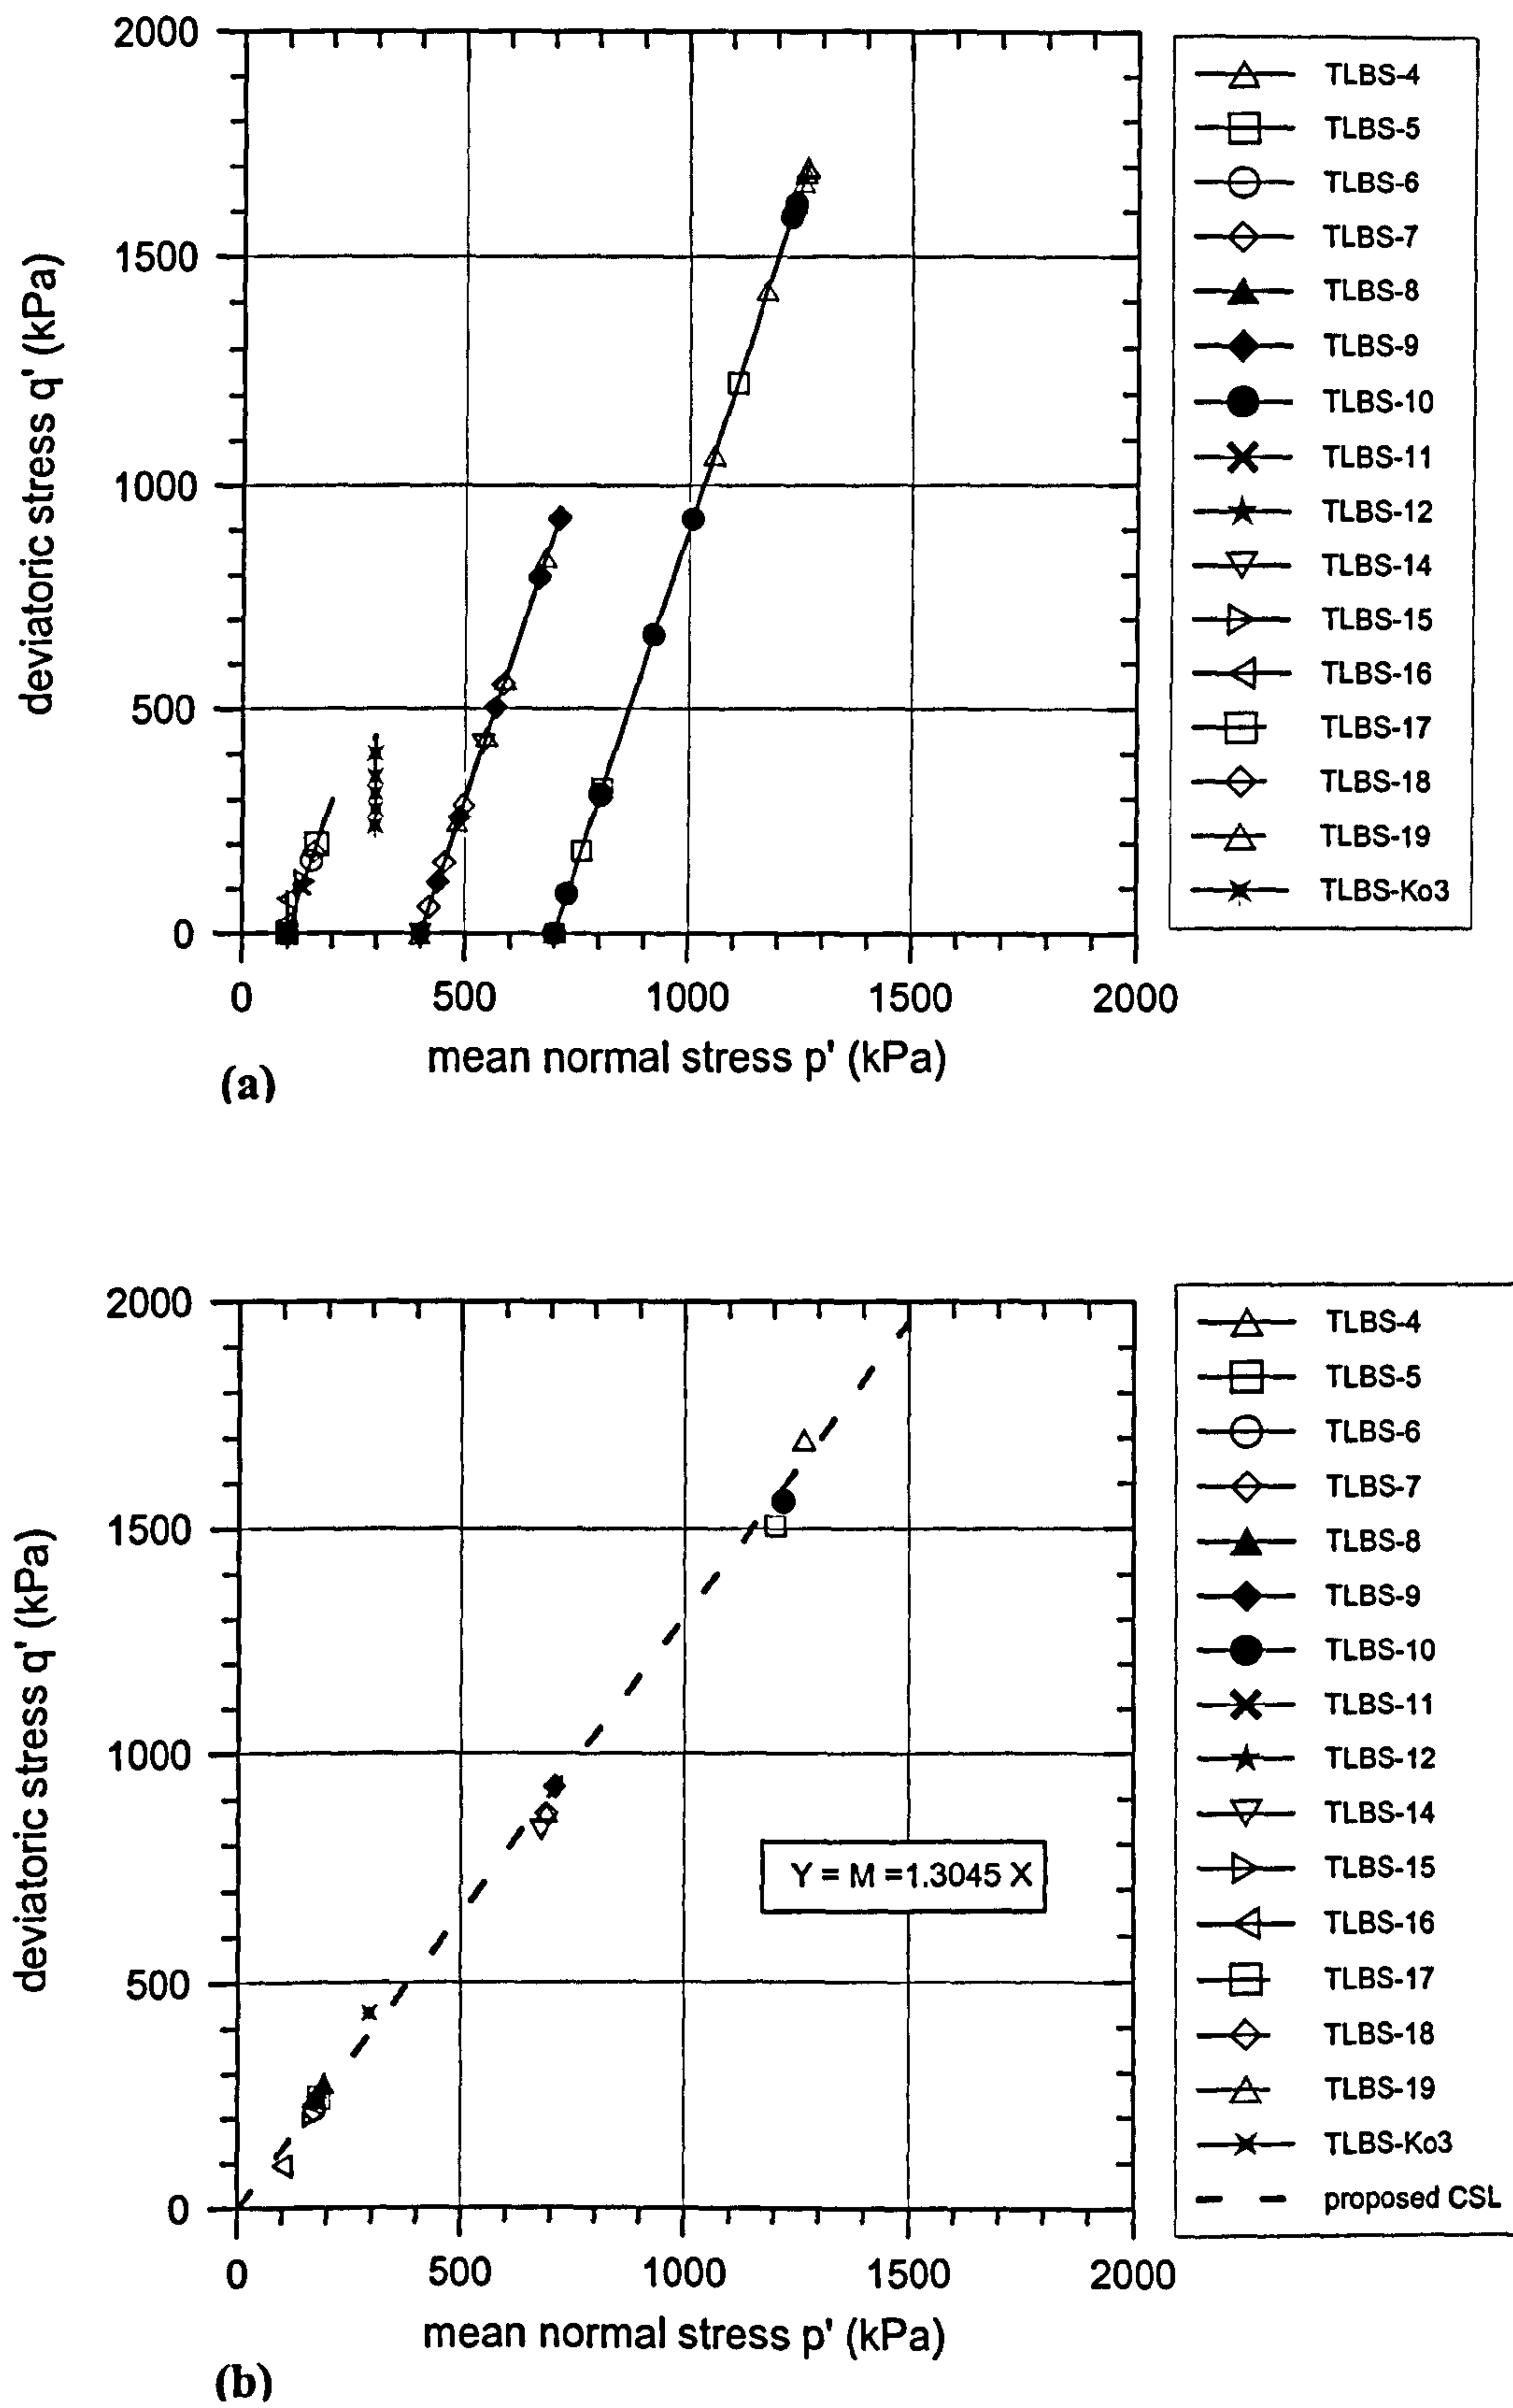 2000
1500
1000
500
0
deviatoric stress q' (kPa)
0 500 1000 1500 2000
mean normal stress p' (kPa)
(a)
TLBS-4
TLBS-5
TLBS-6
TLBS-7
TLBS-8
TLBS-9
TLBS-10
TLBS-11
TLBS-12
TLBS-14
TLBS-15
TLBS-16
TLBS-17
TLBS-18
TLBS-19
TLBS-Ko3
2000
1500
1000
500
0
deviatoric stress q' (kPa)
Y = M =1.3045 X
0 500 1000 1500 2000
mean normal stress p' (kPa)
(b)
TLBS-4
TLBS-5
TLBS-6
TLBS-7
TLBS-8
TLBS-9
TLBS-10
TLBS-11
TLBS-12
TLBS-14
TLBS-15
TLBS-16
TLBS-17
TLBS-18
TLBS-19
TLBS-Ko3
proposed CSL